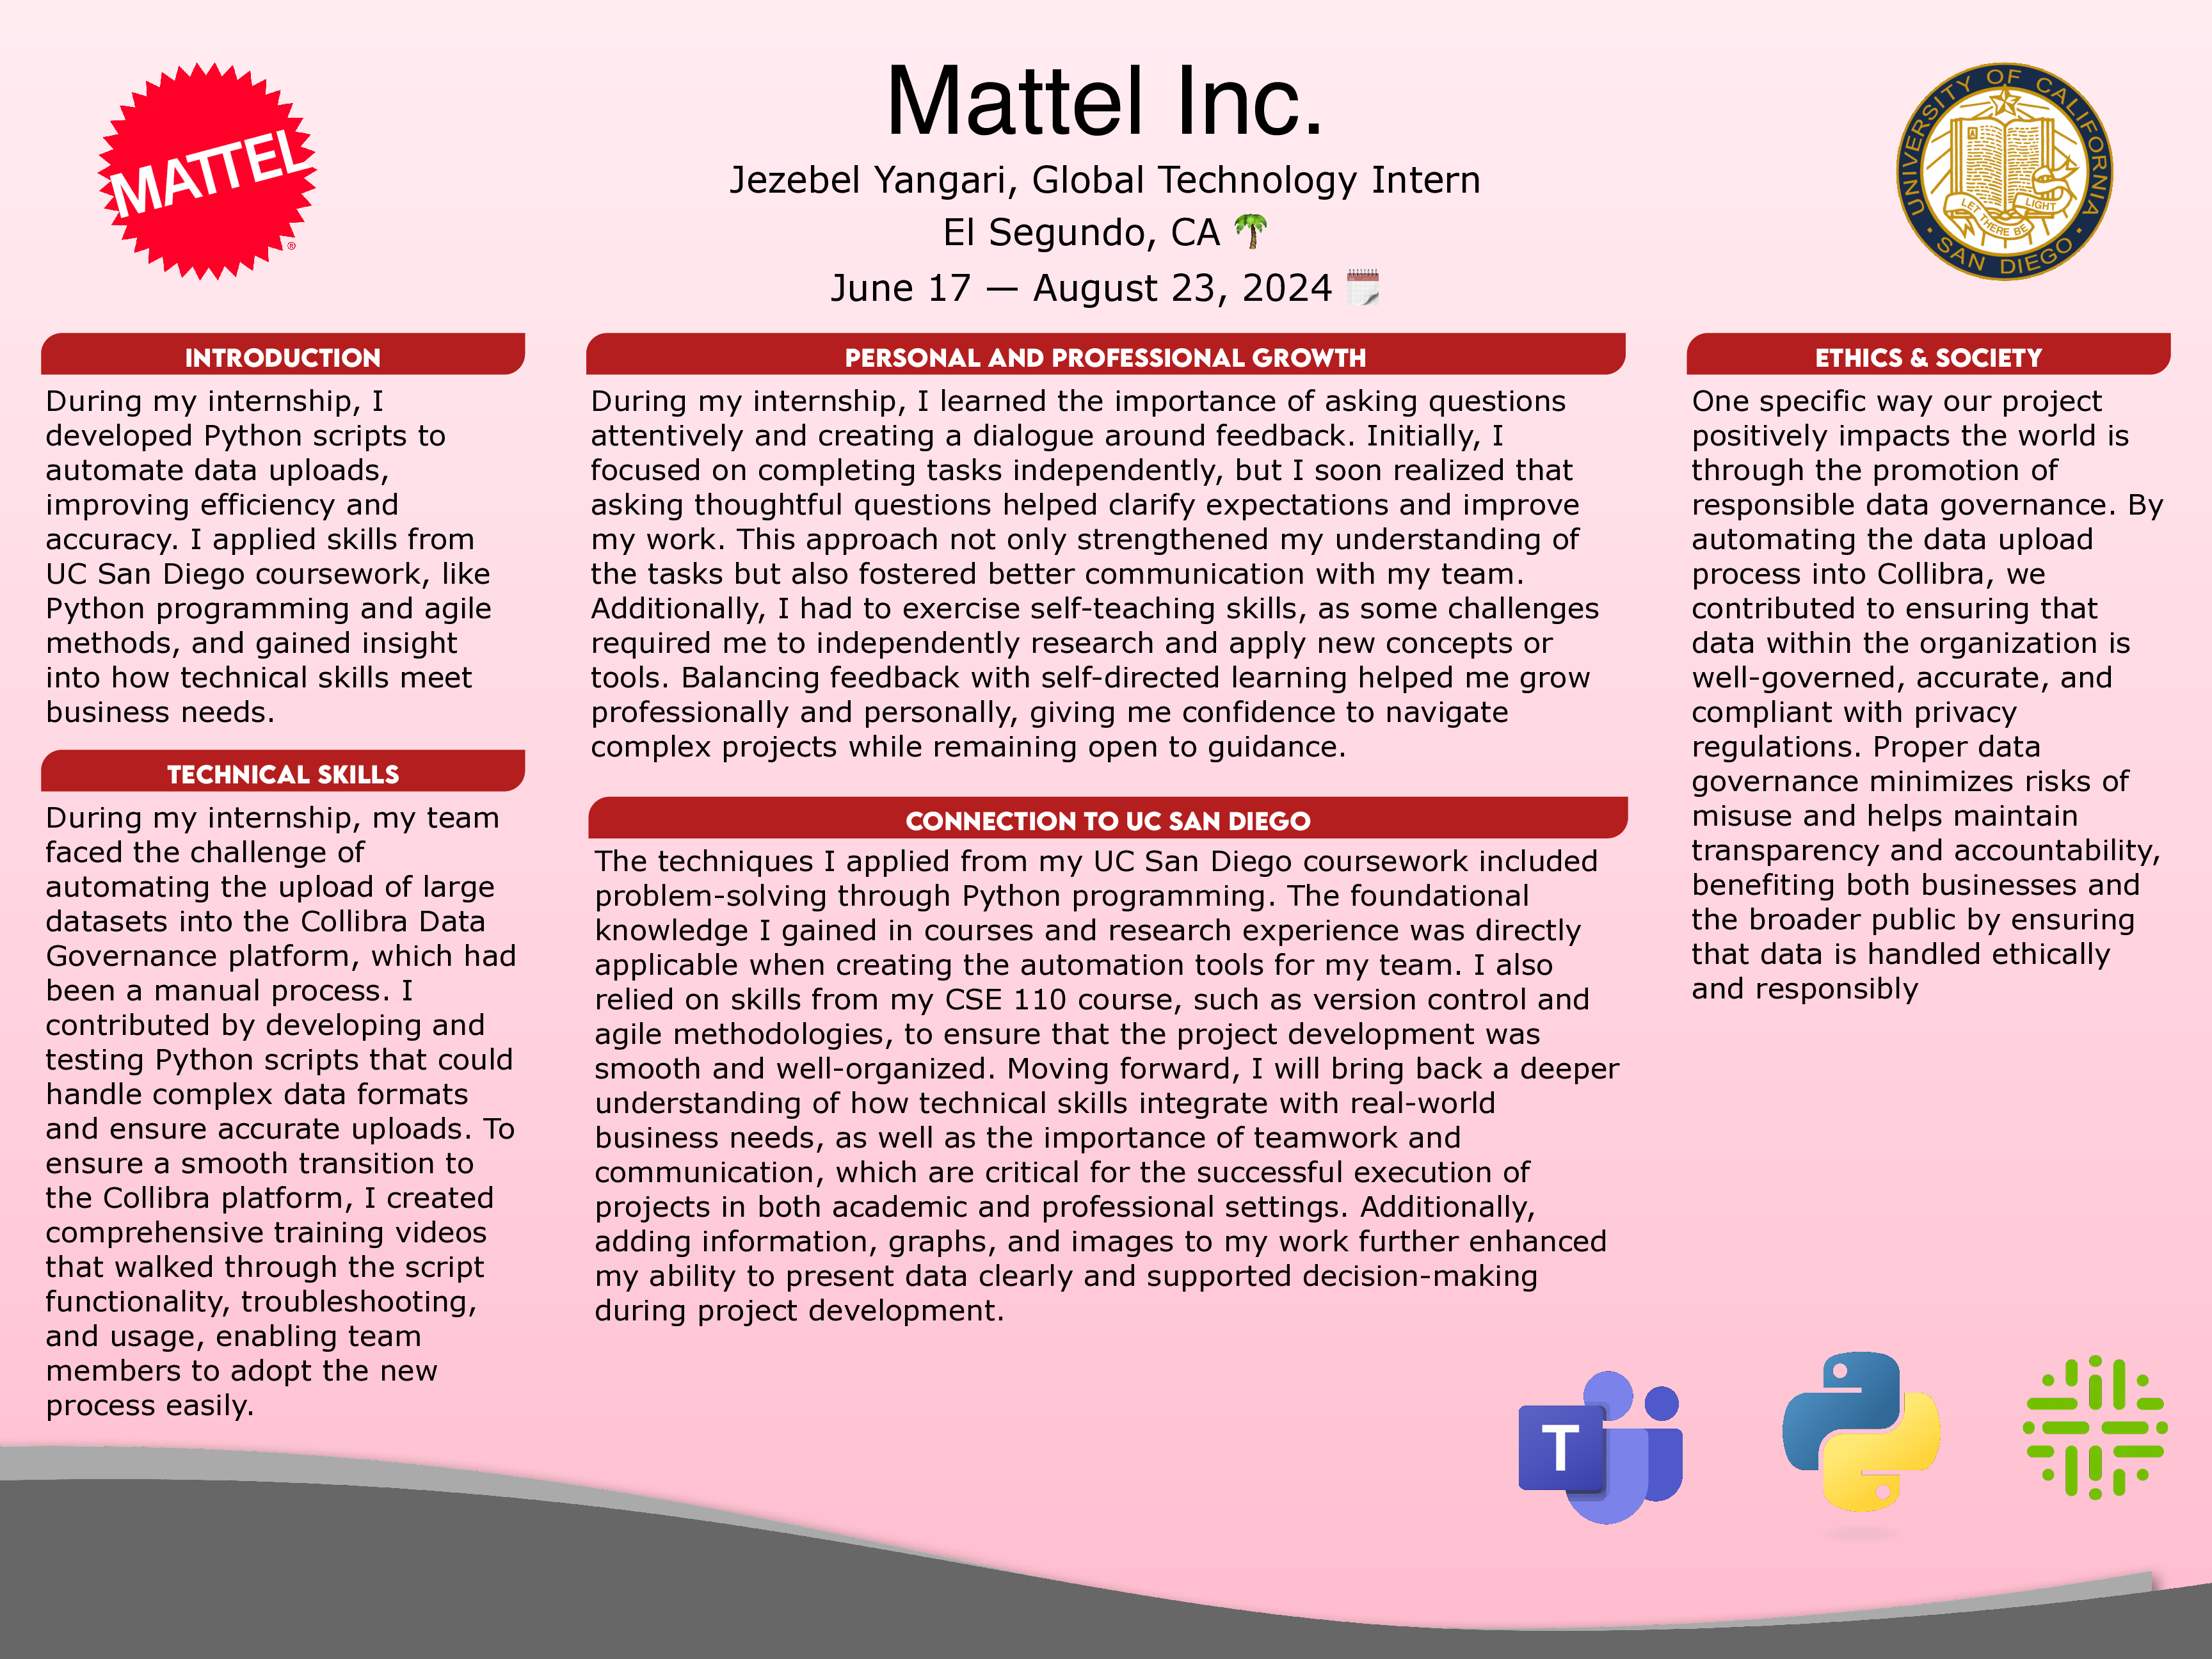 MATTEL
®
Mattel Inc.
Jezebel Yangari, Global Technology Intern
El Segundo, CA 🌴
June 17 — August 23, 2024 🗓️
UNIVERSITY OF CALIFORNIA
• SAN DIEGO •
LET THERE BE LIGHT
A
INTRODUCTION
During my internship, I
developed Python scripts to
automate data uploads,
improving efficiency and
accuracy. I applied skills from
UC San Diego coursework, like
Python programming and agile
methods, and gained insight
into how technical skills meet
business needs.
TECHNICAL SKILLS
During my internship, my team
faced the challenge of
automating the upload of large
datasets into the Collibra Data
Governance platform, which had
been a manual process. I
contributed by developing and
testing Python scripts that could
handle complex data formats
and ensure accurate uploads. To
ensure a smooth transition to
the Collibra platform, I created
comprehensive training videos
that walked through the script
functionality, troubleshooting,
and usage, enabling team
members to adopt the new
process easily.
PERSONAL AND PROFESSIONAL GROWTH
During my internship, I learned the importance of asking questions
attentively and creating a dialogue around feedback. Initially, I
focused on completing tasks independently, but I soon realized that
asking thoughtful questions helped clarify expectations and improve
my work. This approach not only strengthened my understanding of
the tasks but also fostered better communication with my team.
Additionally, I had to exercise self-teaching skills, as some challenges
required me to independently research and apply new concepts or
tools. Balancing feedback with self-directed learning helped me grow
professionally and personally, giving me confidence to navigate
complex projects while remaining open to guidance.
CONNECTION TO UC SAN DIEGO
The techniques I applied from my UC San Diego coursework included
problem-solving through Python programming. The foundational
knowledge I gained in courses and research experience was directly
applicable when creating the automation tools for my team. I also
relied on skills from my CSE 110 course, such as version control and
agile methodologies, to ensure that the project development was
smooth and well-organized. Moving forward, I will bring back a deeper
understanding of how technical skills integrate with real-world
business needs, as well as the importance of teamwork and
communication, which are critical for the successful execution of
projects in both academic and professional settings. Additionally,
adding information, graphs, and images to my work further enhanced
my ability to present data clearly and supported decision-making
during project development.
ETHICS & SOCIETY
One specific way our project
positively impacts the world is
through the promotion of
responsible data governance. By
automating the data upload
process into Collibra, we
contributed to ensuring that
data within the organization is
well-governed, accurate, and
compliant with privacy
regulations. Proper data
governance minimizes risks of
misuse and helps maintain
transparency and accountability,
benefiting both businesses and
the broader public by ensuring
that data is handled ethically
and responsibly
T